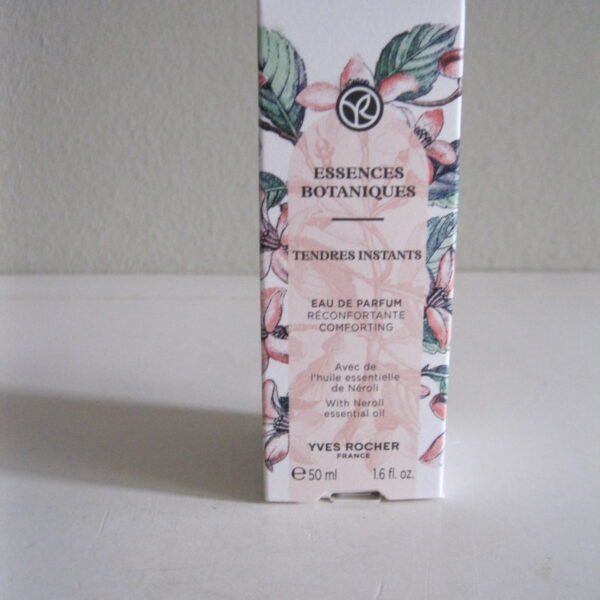 ESSENCES
BOTANIQUES
TENDRES INSTANTS
EAU DE PARFUM
RÉCONFORTANTE
COMFORTING
Avec de
l'huile essentielle
de Néroli
With Neroli
essential oil
YVES ROCHER
FRANCE
℮50 ml 1.6 fl. oz.